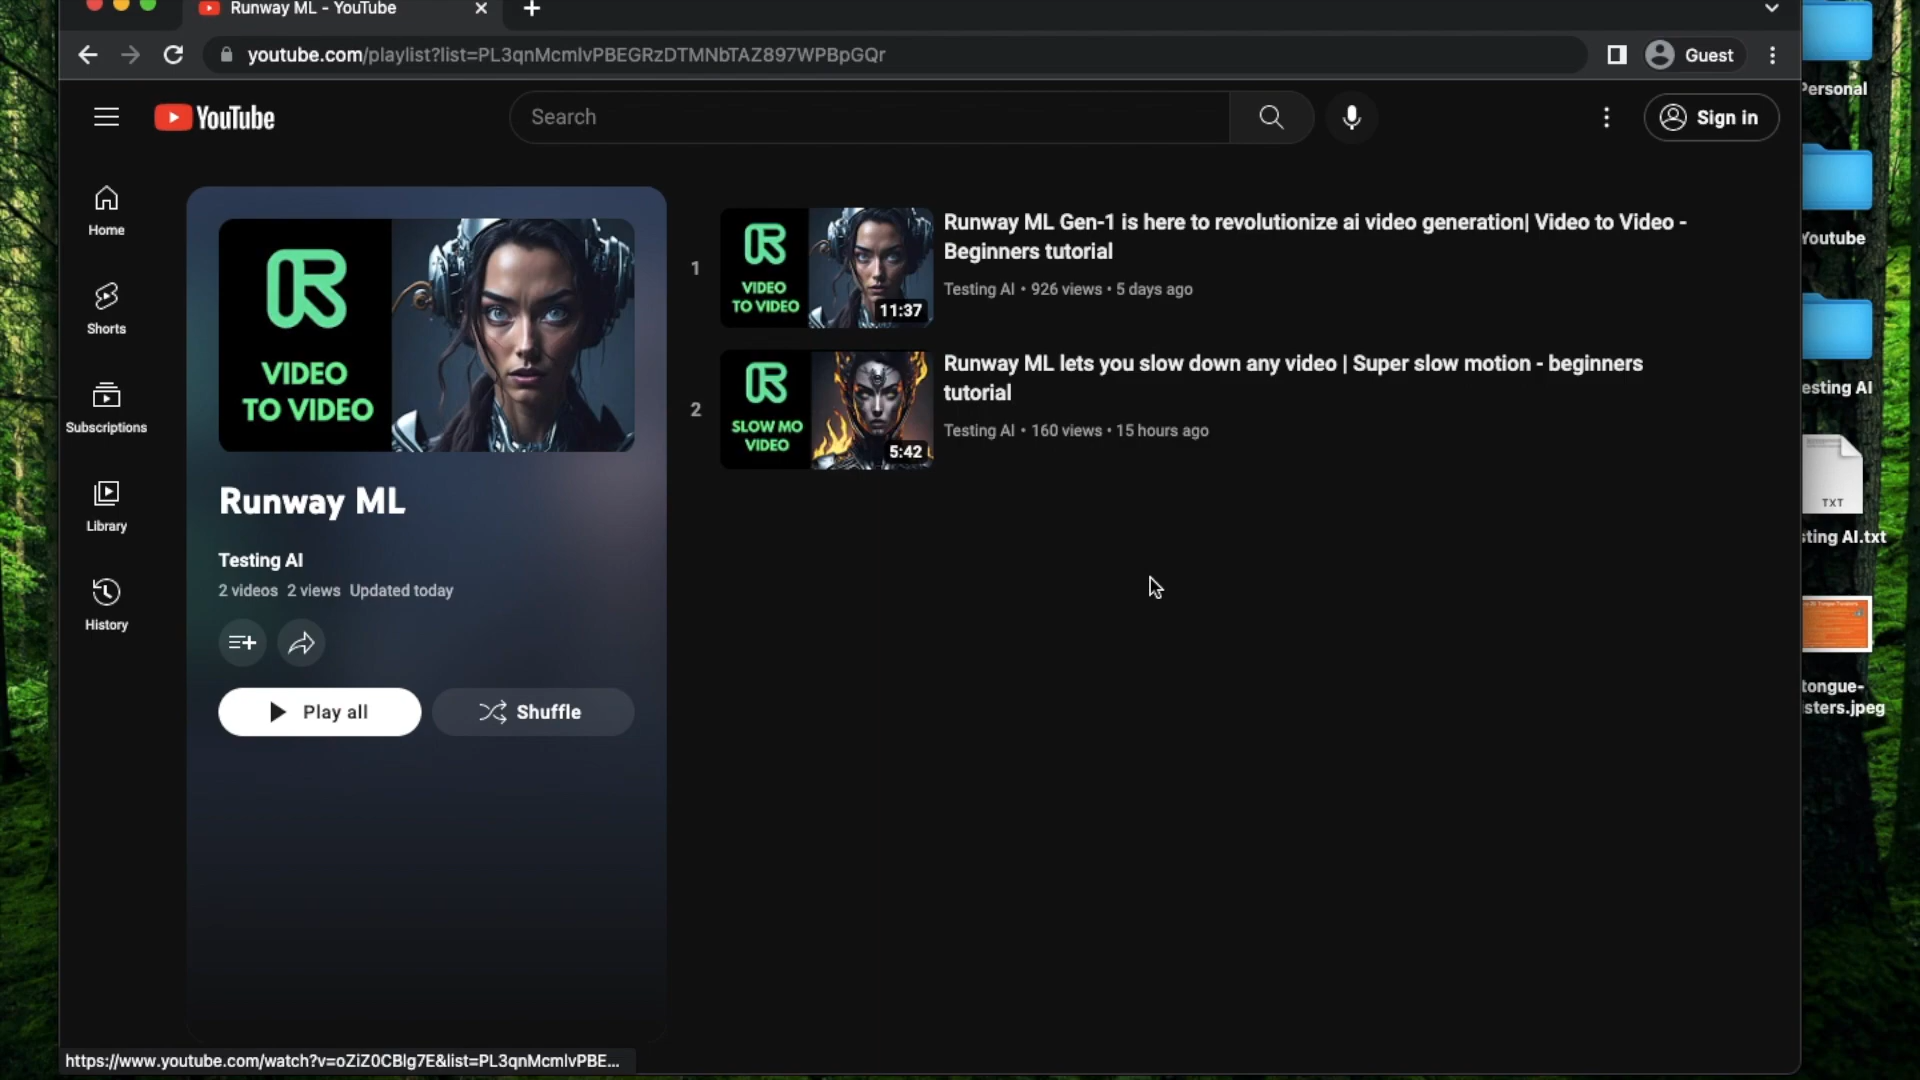 Runway ML - YouTube
youtube.com/playlist?list=PL3qnMcmlvPBEGRzDTMNbTAZ897WPBpGQr
Guest
YouTube
Search
Sign in
Home
Shorts
Subscriptions
Library
History
VIDEO
TO VIDEO
Runway ML
Testing AI
2 videos 2 views Updated today
Play all
Shuffle
1
VIDEO
TO VIDEO
11:37
Runway ML Gen-1 is here to revolutionize ai video generation| Video to Video -
Beginners tutorial
Testing AI • 926 views • 5 days ago
2
SLOW MO
VIDEO
5:42
Runway ML lets you slow down any video | Super slow motion - beginners
tutorial
Testing AI • 160 views • 15 hours ago
https://www.youtube.com/watch?v=oZiZ0CBlg7E&list=PL3qnMcmlvPBE...
Personal
Youtube
esting AI
TXT
sting AI.txt
tongue-
sters.jpeg